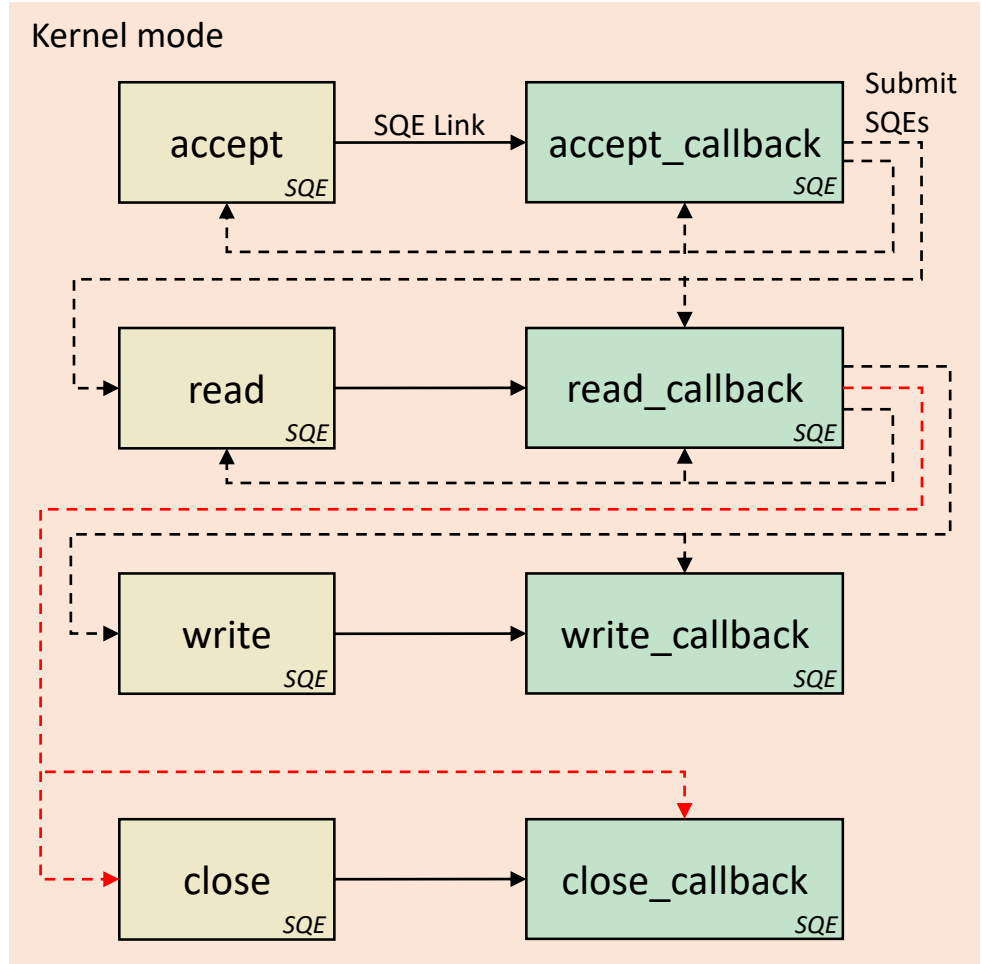 Kernel mode
Submit
SQEs
accept
SQE
SQE Link
accept_callback
SQE
read
SQE
read_callback
SQE
write
SQE
write_callback
SQE
close
SQE
close_callback
SQE